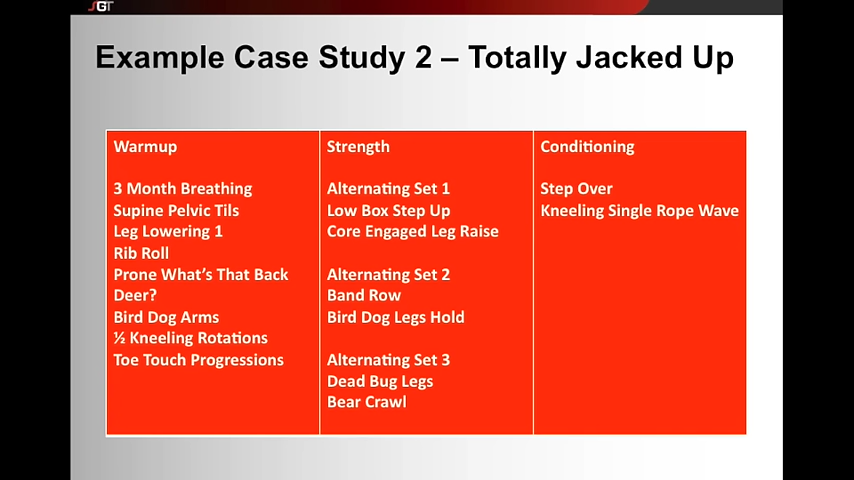 SGT
Example Case Study 2 – Totally Jacked Up
Warmup
3 Month Breathing
Supine Pelvic Tils
Leg Lowering 1
Rib Roll
Prone What's That Back
Deer?
Bird Dog Arms
½ Kneeling Rotations
Toe Touch Progressions
Strength
Alternating Set 1
Low Box Step Up
Core Engaged Leg Raise
Alternating Set 2
Band Row
Bird Dog Legs Hold
Alternating Set 3
Dead Bug Legs
Bear Crawl
Conditioning
Step Over
Kneeling Single Rope Wave